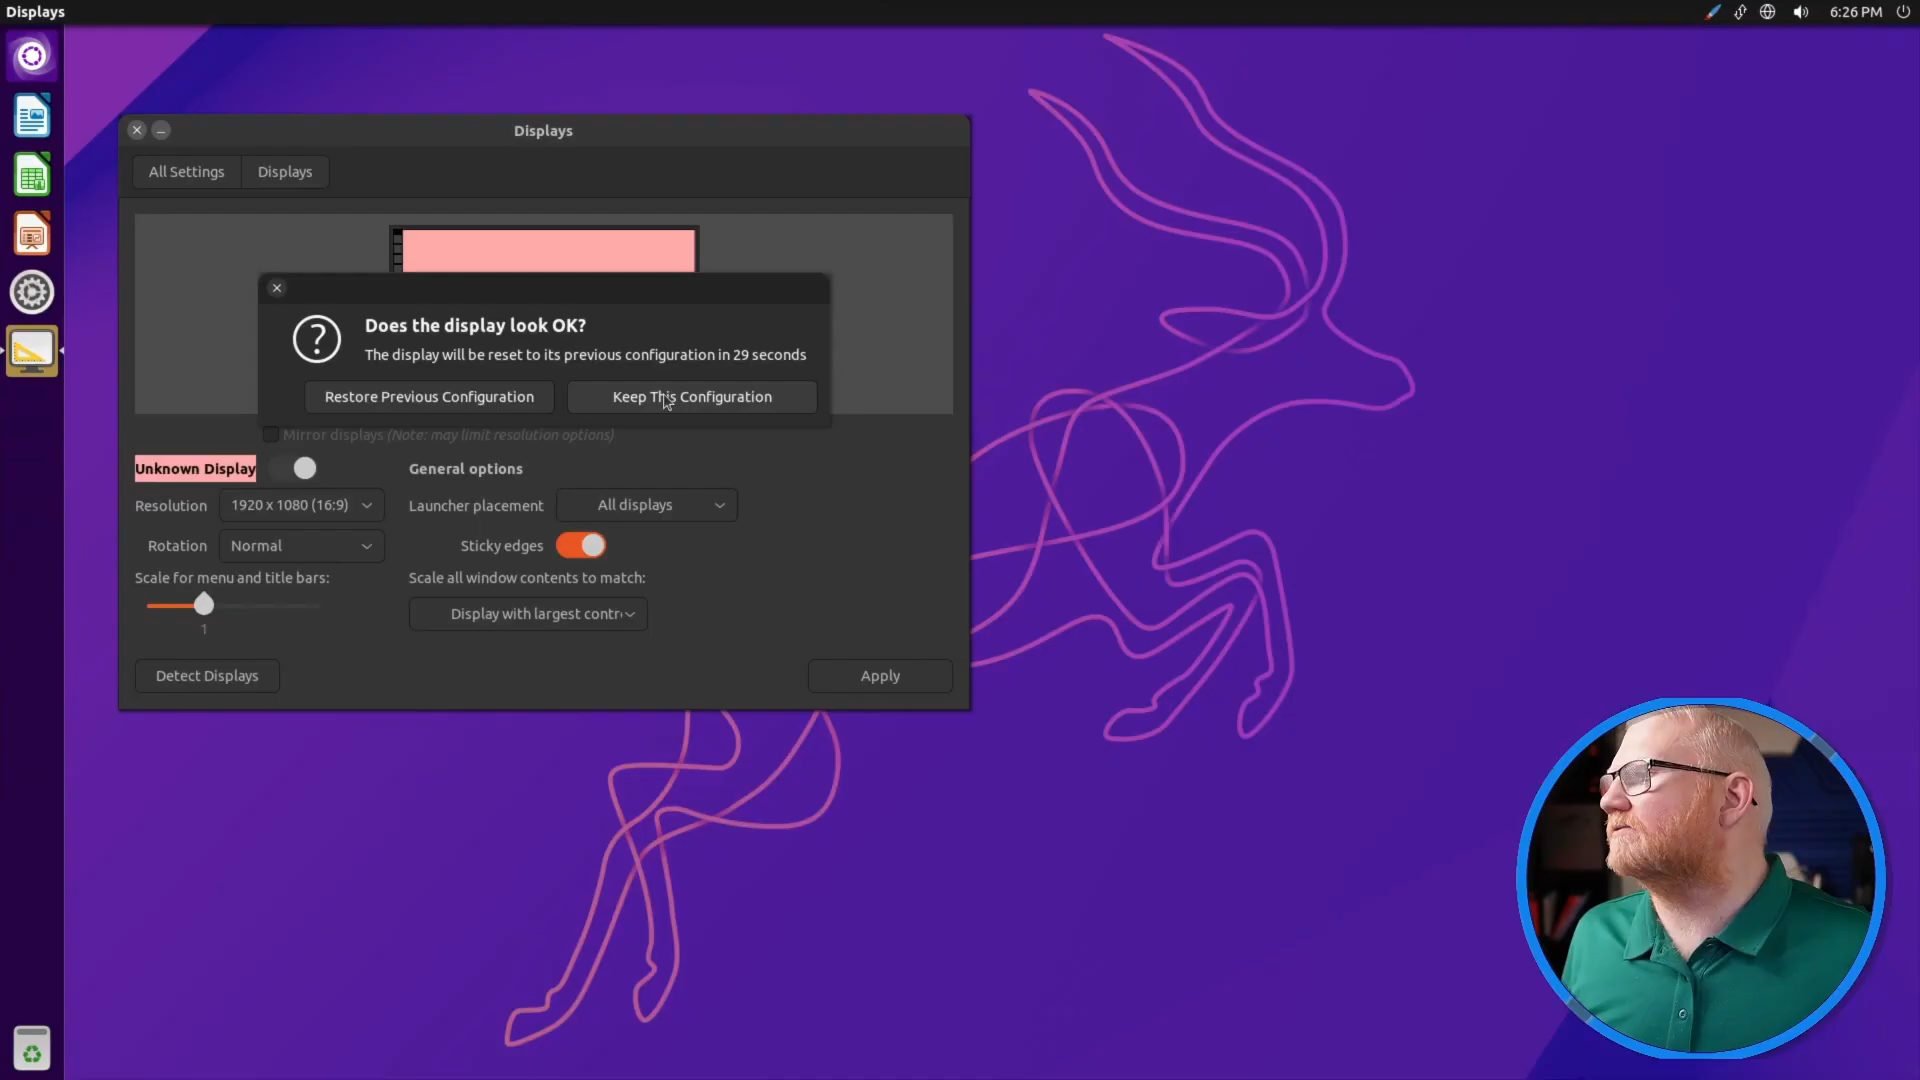 Displays
6:26 PM
Displays
All Settings
Displays
Does the display look OK?
The display will be reset to its previous configuration in 29 seconds
Restore Previous Configuration
Keep This Configuration
Mirror displays (Note: may limit resolution options)
Unknown Display
General options
Resolution
1920 x 1080 (16:9)
Launcher placement
All displays
Rotation
Normal
Sticky edges
Scale for menu and title bars:
Scale all window contents to match:
1
Display with largest contr
Detect Displays
Apply